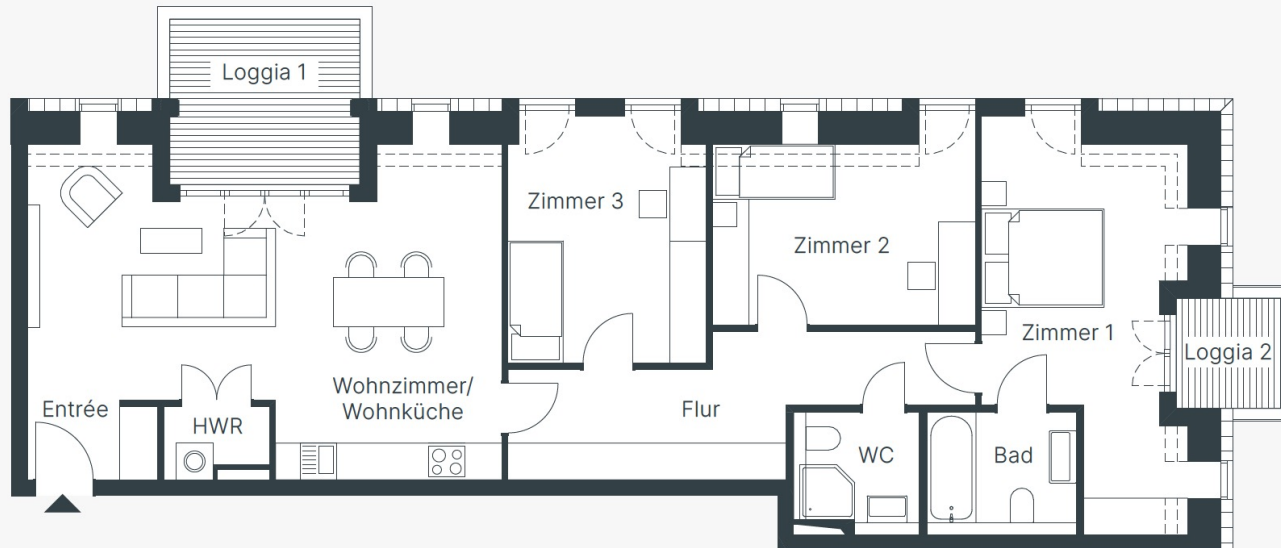 Loggia 1
Zimmer 3
Zimmer 2
Zimmer 1
Loggia 2
Wohnzimmer/
Wohnküche
Entrée
HWR
Flur
WC
Bad